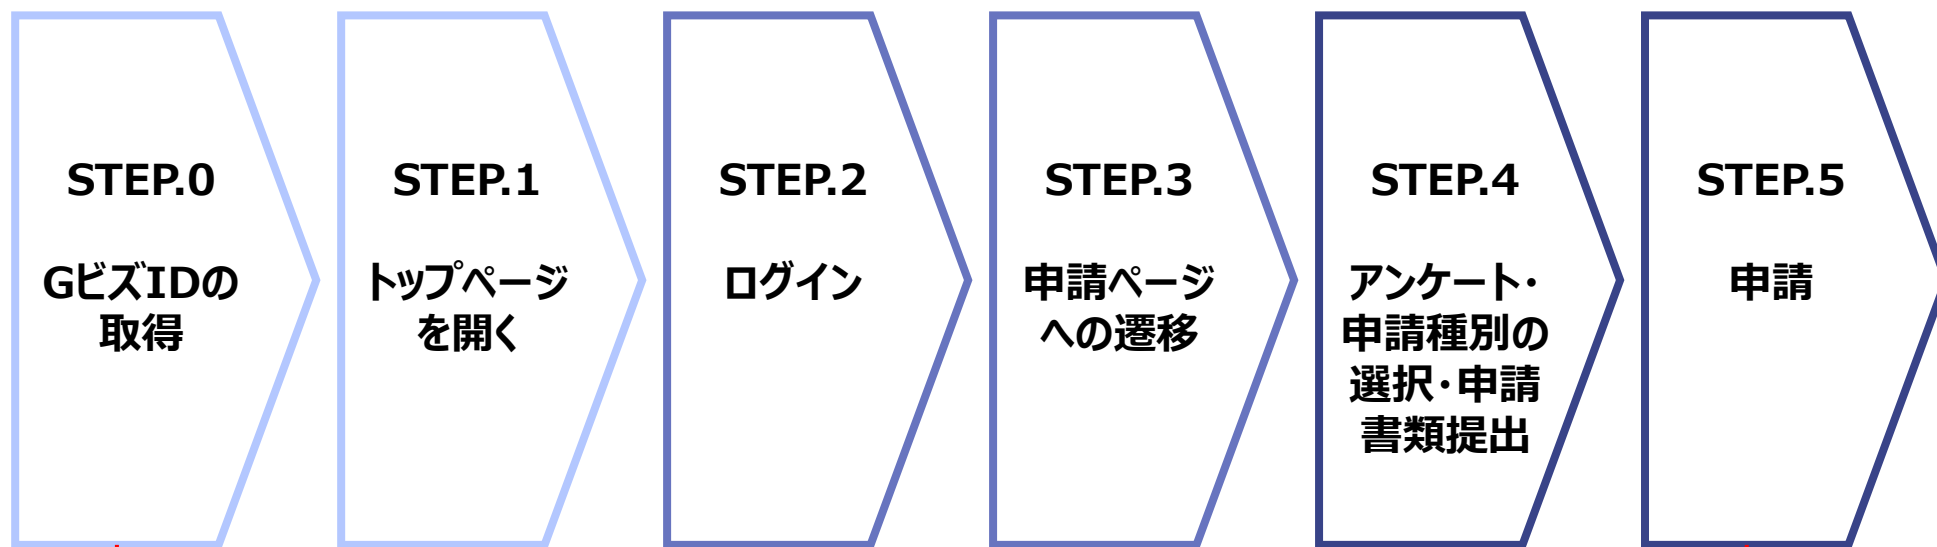 STEP.0
GビズIDの
取得
STEP.1
トップページ
を開く
STEP.2
ログイン
STEP.3
申請ページ
への遷移
STEP.4
アンケート・
申請種別の
選択・申請
書類提出
STEP.5
申請